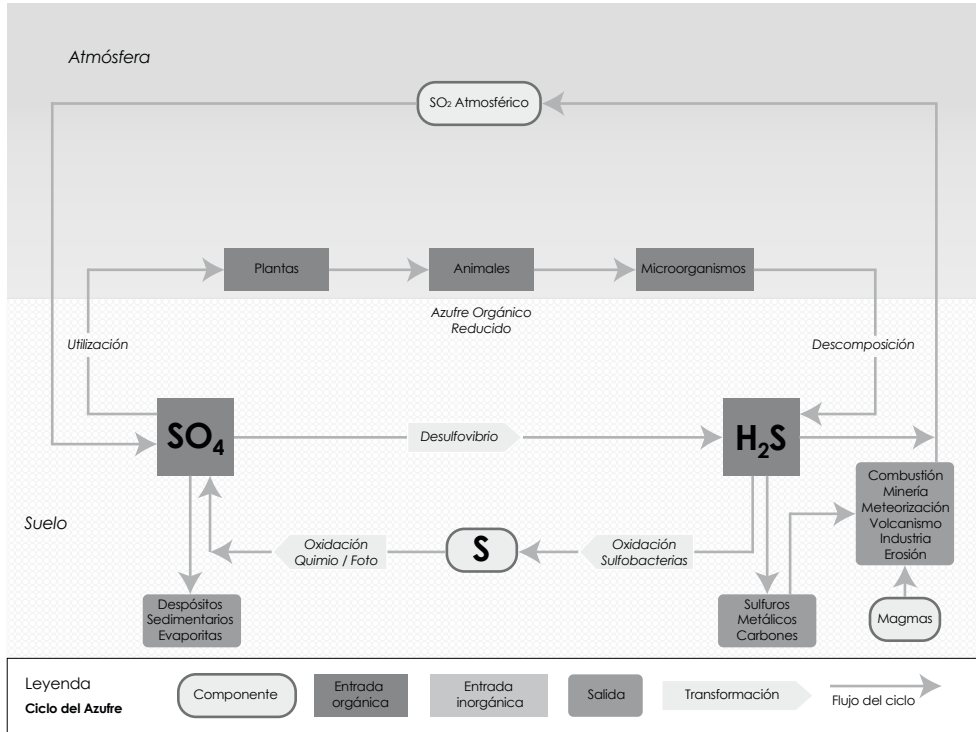 Atmósfera
SO₂ Atmosférico
Plantas
Animales
Microorganismos
Azufre Orgánico
Reducido
Utilización
Descomposición
SO₄
Desulfovibrio
H₂S
Combustión
Minería
Meteorización
Volcanismo
Industria
Erosión
Suelo
Oxidación
Quimio / Foto
S
Oxidación
Sulfobacterias
Despósitos
Sedimentarios
Evaporitas
Sulfuros
Metálicos
Carbones
Magmas
Leyenda
Ciclo del Azufre
Componente
Entrada
orgánica
Entrada
inorgánica
Salida
Transformación
Flujo del ciclo